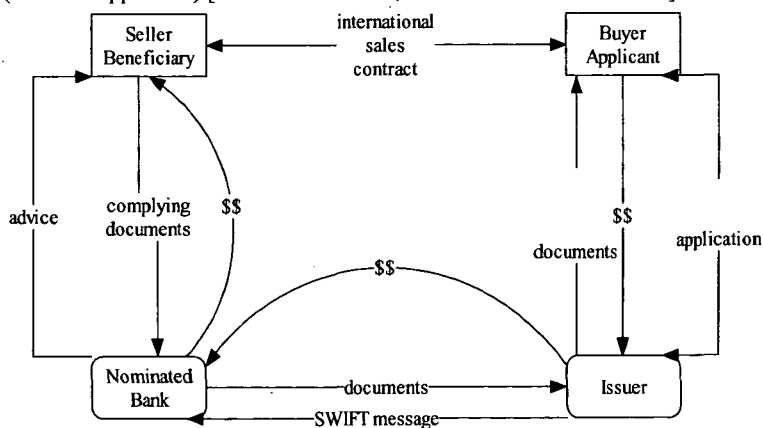 Seller
Beneficiary
international
sales
contract
Buyer
Applicant
advice
complying
documents
$$
$$
documents
$$
application
Nominated
Bank
documents
SWIFT message
Issuer